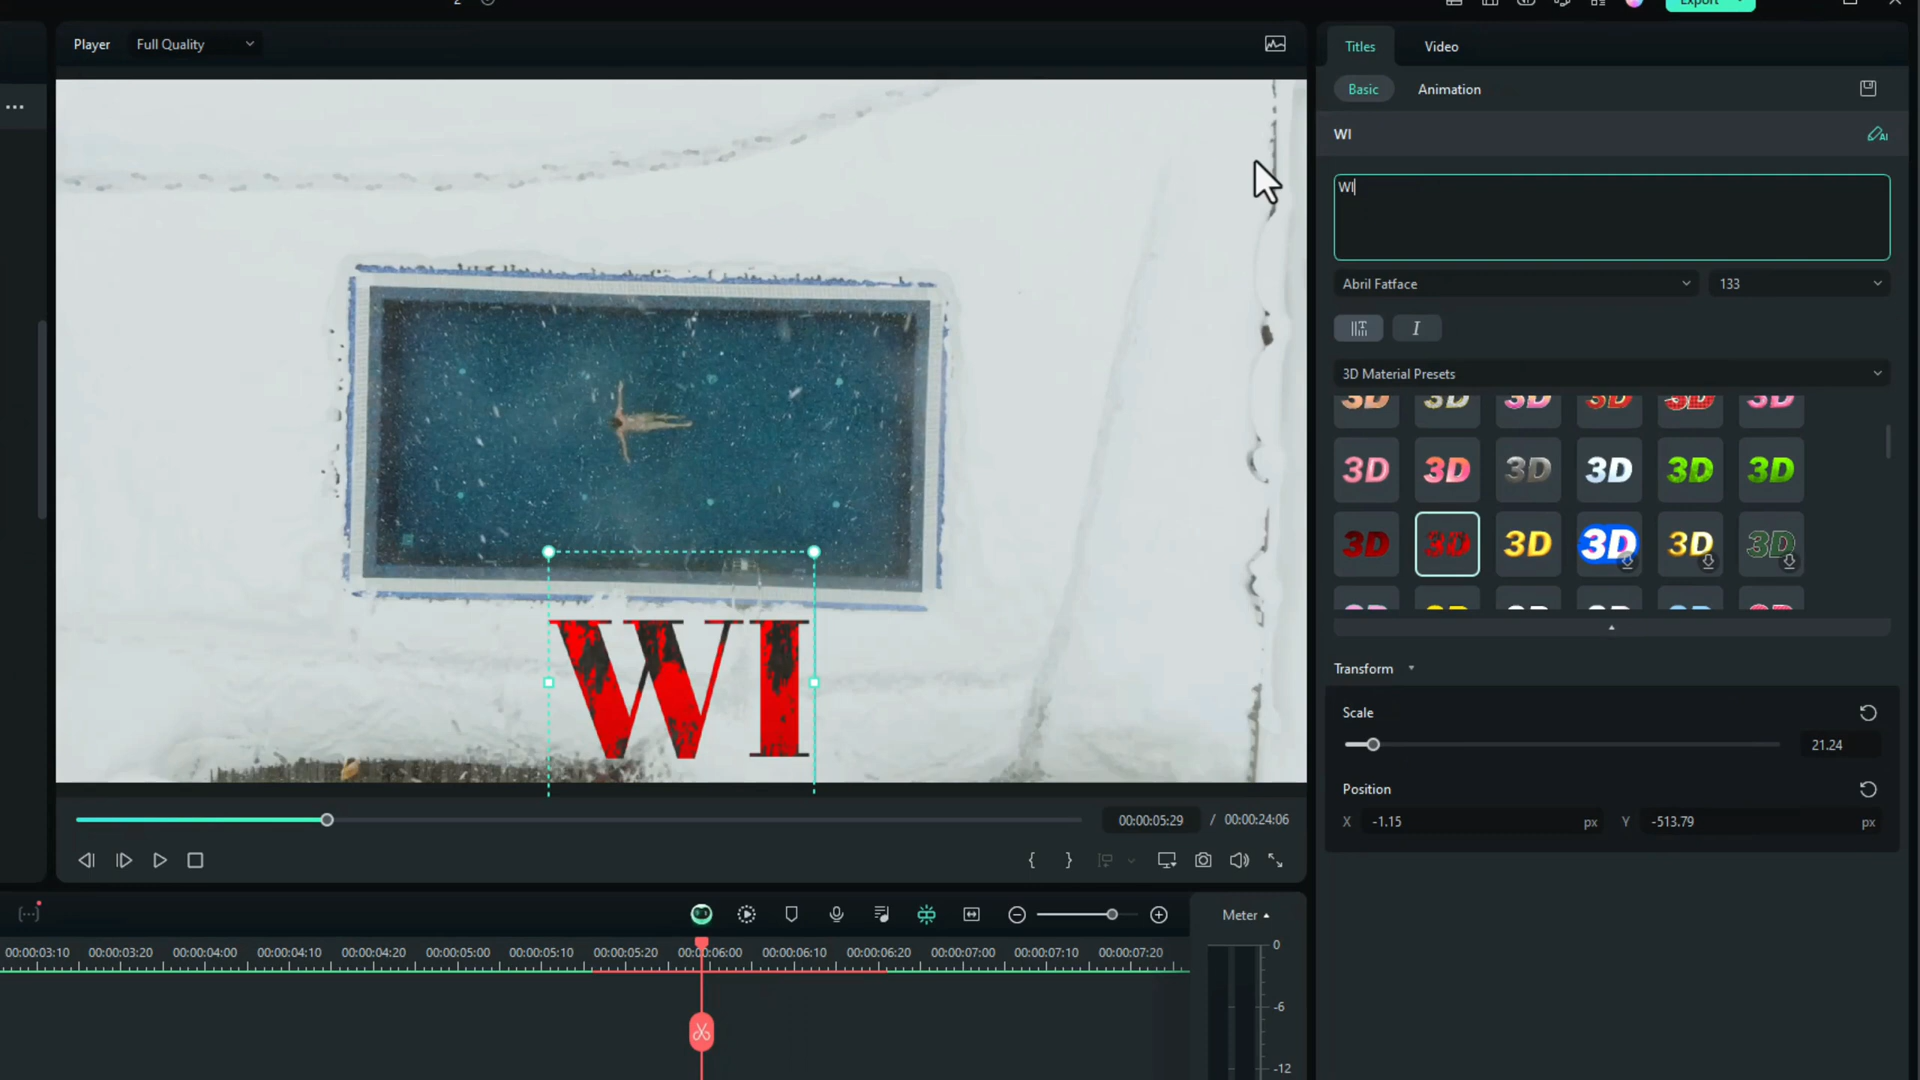 Export
Player
Full Quality
Titles
Video
Basic
Animation
WI
AI
WI
Abril Fatface
133
I
3D Material Presets
3D 3D 3D 3D 3D 3D
3D 3D 3D 3D 3D 3D
3D 3D 3D 3D 3D 3D
WI
Transform
Scale
21.24
Position
X -1.15 px Y -513.79 px
00:00:05:29 / 00:00:24:06
{ }
Meter
00:00:03:10 00:00:03:20 00:00:04:00 00:00:04:10 00:00:04:20 00:00:05:00 00:00:05:10 00:00:05:20 00:00:06:00 00:00:06:10 00:00:06:20 00:00:07:00 00:00:07:10 00:00:07:20
0
-6
-12